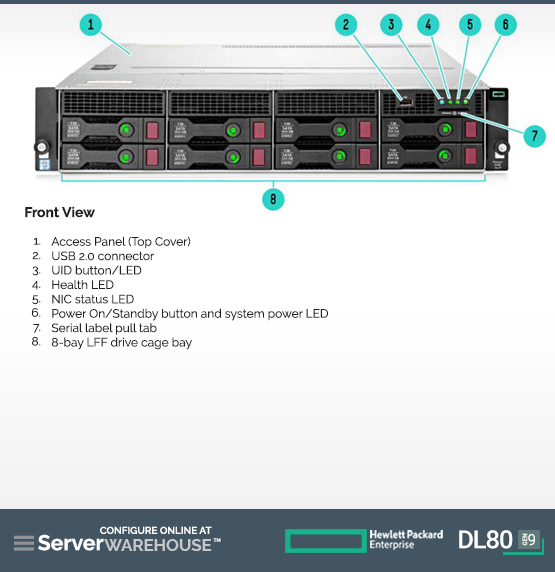 1 2 3 4 5 6
7
8
Front View
1. Access Panel (Top Cover)
2. USB 2.0 connector
3. UID button/LED
4. Health LED
5. NIC status LED
6. Power On/Standby button and system power LED
7. Serial label pull tab
8. 8-bay LFF drive cage bay
CONFIGURE ONLINE AT
ServerWAREHOUSE™
Hewlett Packard
Enterprise
DL80 GEN9